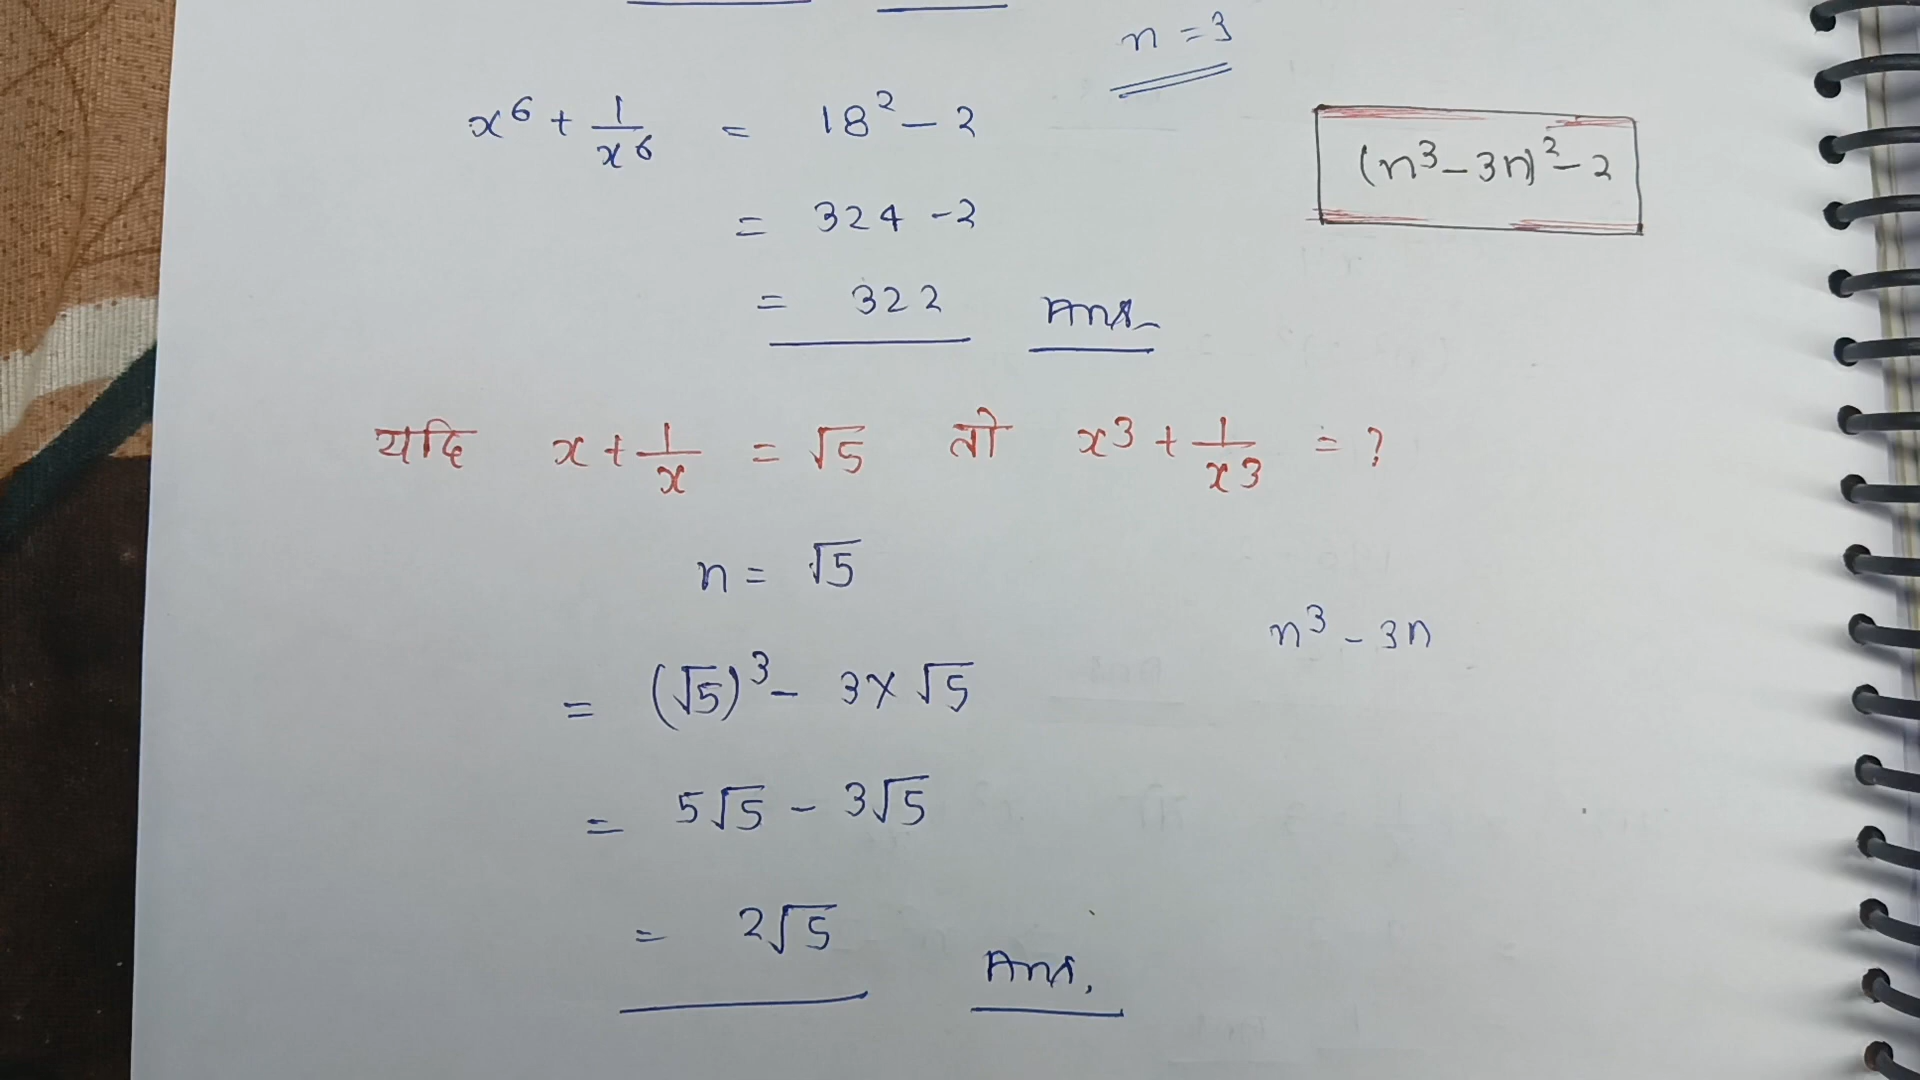 n = 3
x⁶ + 1/x⁶ = 18² - 2
(n³ - 3n)² - 2
= 324 - 2
= 322 Ans.
यदि x + 1/x = √5 तो x³ + 1/x³ = ?
n = √5
n³ - 3n
= (√5)³ - 3 × √5
= 5√5 - 3√5
= 2√5 Ans.